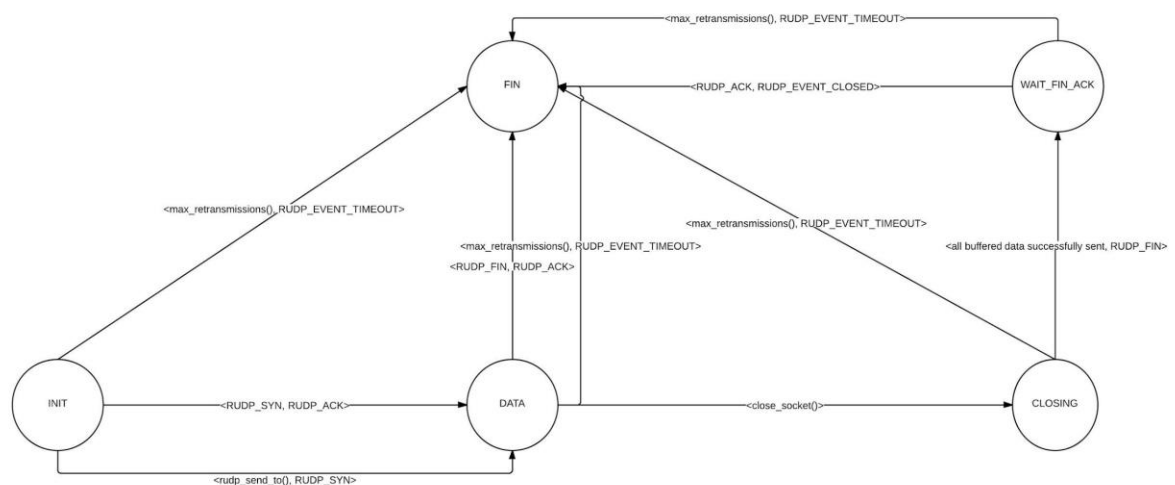 <max_retransmissions(), RUDP_EVENT_TIMEOUT>
FIN
<RUDP_ACK, RUDP_EVENT_CLOSED>
WAIT_FIN_ACK
<max_retransmissions(), RUDP_EVENT_TIMEOUT>
<max_retransmissions(), RUDP_EVENT_TIMEOUT>
<max_retransmissions(), RUDP_EVENT_TIMEOUT>
<all buffered data successfully sent, RUDP_FIN>
<RUDP_FIN, RUDP_ACK>
INIT
<RUDP_SYN, RUDP_ACK>
DATA
<close_socket()>
CLOSING
<rudp_send_to(), RUDP_SYN>